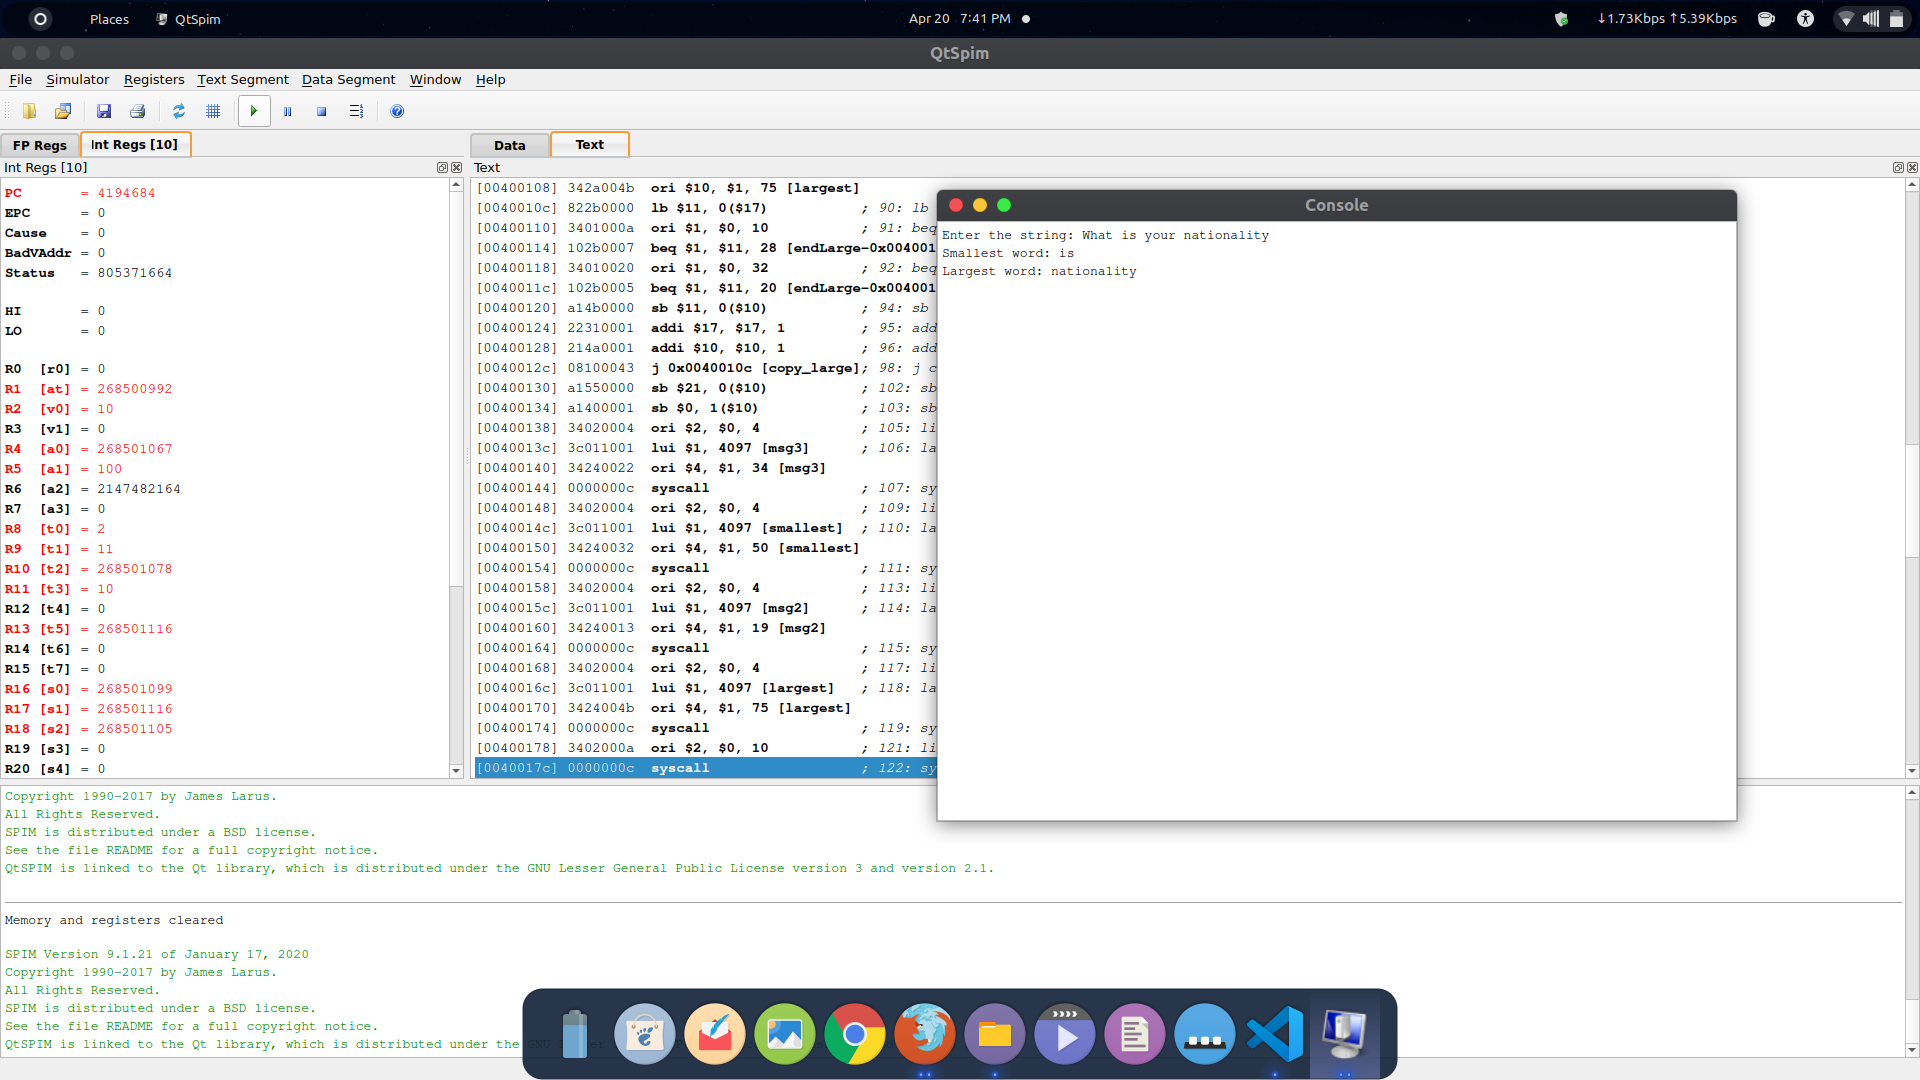 Places QtSpim Apr 20 7:41 PM ↓1.73Kbps ↑5.39Kbps
QtSpim
File Simulator Registers Text Segment Data Segment Window Help
FP Regs Int Regs [10] Data Text
Int Regs [10]
PC = 4194684
EPC = 0
Cause = 0
BadVAddr = 0
Status = 805371664
HI = 0
LO = 0
R0 [r0] = 0
R1 [at] = 268500992
R2 [v0] = 10
R3 [v1] = 0
R4 [a0] = 268501067
R5 [a1] = 100
R6 [a2] = 2147482164
R7 [a3] = 0
R8 [t0] = 2
R9 [t1] = 11
R10 [t2] = 268501078
R11 [t3] = 10
R12 [t4] = 0
R13 [t5] = 268501116
R14 [t6] = 0
R15 [t7] = 0
R16 [s0] = 268501099
R17 [s1] = 268501116
R18 [s2] = 268501105
R19 [s3] = 0
R20 [s4] = 0
Text
[00400108] 342a004b ori $10, $1, 75 [largest]
[0040010c] 822b0000 lb $11, 0($17) ; 90: lb
[00400110] 3401000a ori $1, $0, 10 ; 91: beq
[00400114] 102b0007 beq $1, $11, 28 [endLarge-0x004001
[00400118] 34010020 ori $1, $0, 32 ; 92: beq
[0040011c] 102b0005 beq $1, $11, 20 [endLarge-0x004001
[00400120] a14b0000 sb $11, 0($10) ; 94: sb
[00400124] 22310001 addi $17, $17, 1 ; 95: add
[00400128] 214a0001 addi $10, $10, 1 ; 96: add
[0040012c] 08100043 j 0x0040010c [copy_large]; 98: j c
[00400130] a1550000 sb $21, 0($10) ; 102: sb
[00400134] a1400001 sb $0, 1($10) ; 103: sb
[00400138] 34020004 ori $2, $0, 4 ; 105: li
[0040013c] 3c011001 lui $1, 4097 [msg3] ; 106: la
[00400140] 34240022 ori $4, $1, 34 [msg3]
[00400144] 0000000c syscall ; 107: sy
[00400148] 34020004 ori $2, $0, 4 ; 109: li
[0040014c] 3c011001 lui $1, 4097 [smallest] ; 110: la
[00400150] 34240032 ori $4, $1, 50 [smallest]
[00400154] 0000000c syscall ; 111: sy
[00400158] 34020004 ori $2, $0, 4 ; 113: li
[0040015c] 3c011001 lui $1, 4097 [msg2] ; 114: la
[00400160] 34240013 ori $4, $1, 19 [msg2]
[00400164] 0000000c syscall ; 115: sy
[00400168] 34020004 ori $2, $0, 4 ; 117: li
[0040016c] 3c011001 lui $1, 4097 [largest] ; 118: la
[00400170] 3424004b ori $4, $1, 75 [largest]
[00400174] 0000000c syscall ; 119: sy
[00400178] 3402000a ori $2, $0, 10 ; 121: li
[0040017c] 0000000c syscall ; 122: sy
Console
Enter the string: What is your nationality
Smallest word: is
Largest word: nationality
Copyright 1990-2017 by James Larus.
All Rights Reserved.
SPIM is distributed under a BSD license.
See the file README for a full copyright notice.
QtSPIM is linked to the Qt library, which is distributed under the GNU Lesser General Public License version 3 and version 2.1.
Memory and registers cleared
SPIM Version 9.1.21 of January 17, 2020
Copyright 1990-2017 by James Larus.
All Rights Reserved.
SPIM is distributed under a BSD license.
See the file README for a full copyright notice.
QtSPIM is linked to the Qt library, which is distributed under the